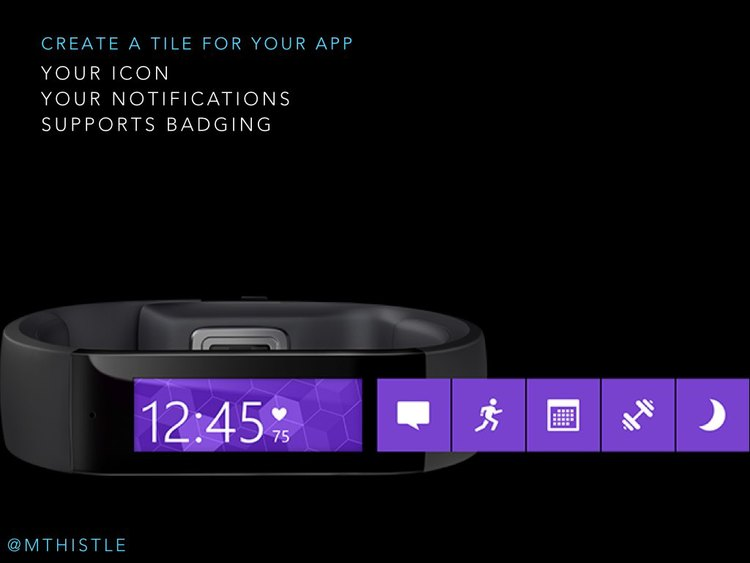 CREATE A TILE FOR YOUR APP
YOUR ICON
YOUR NOTIFICATIONS
SUPPORTS BADGING
12:45
75
@MTHISTLE